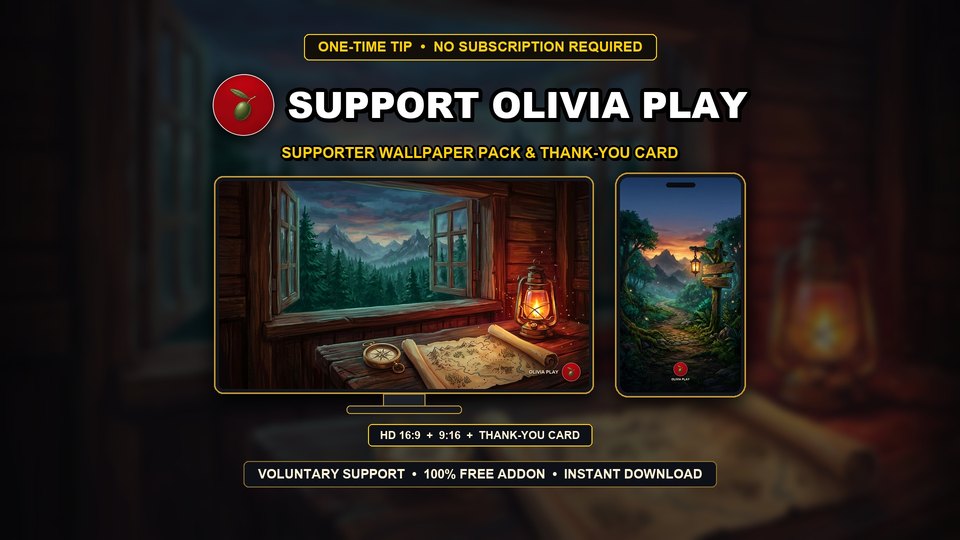 ONE-TIME TIP • NO SUBSCRIPTION REQUIRED
SUPPORT OLIVIA PLAY
SUPPORTER WALLPAPER PACK & THANK-YOU CARD
OLIVIA PLAY
OLIVIA PLAY
HD 16:9 + 9:16 + THANK-YOU CARD
VOLUNTARY SUPPORT • 100% FREE ADDON • INSTANT DOWNLOAD